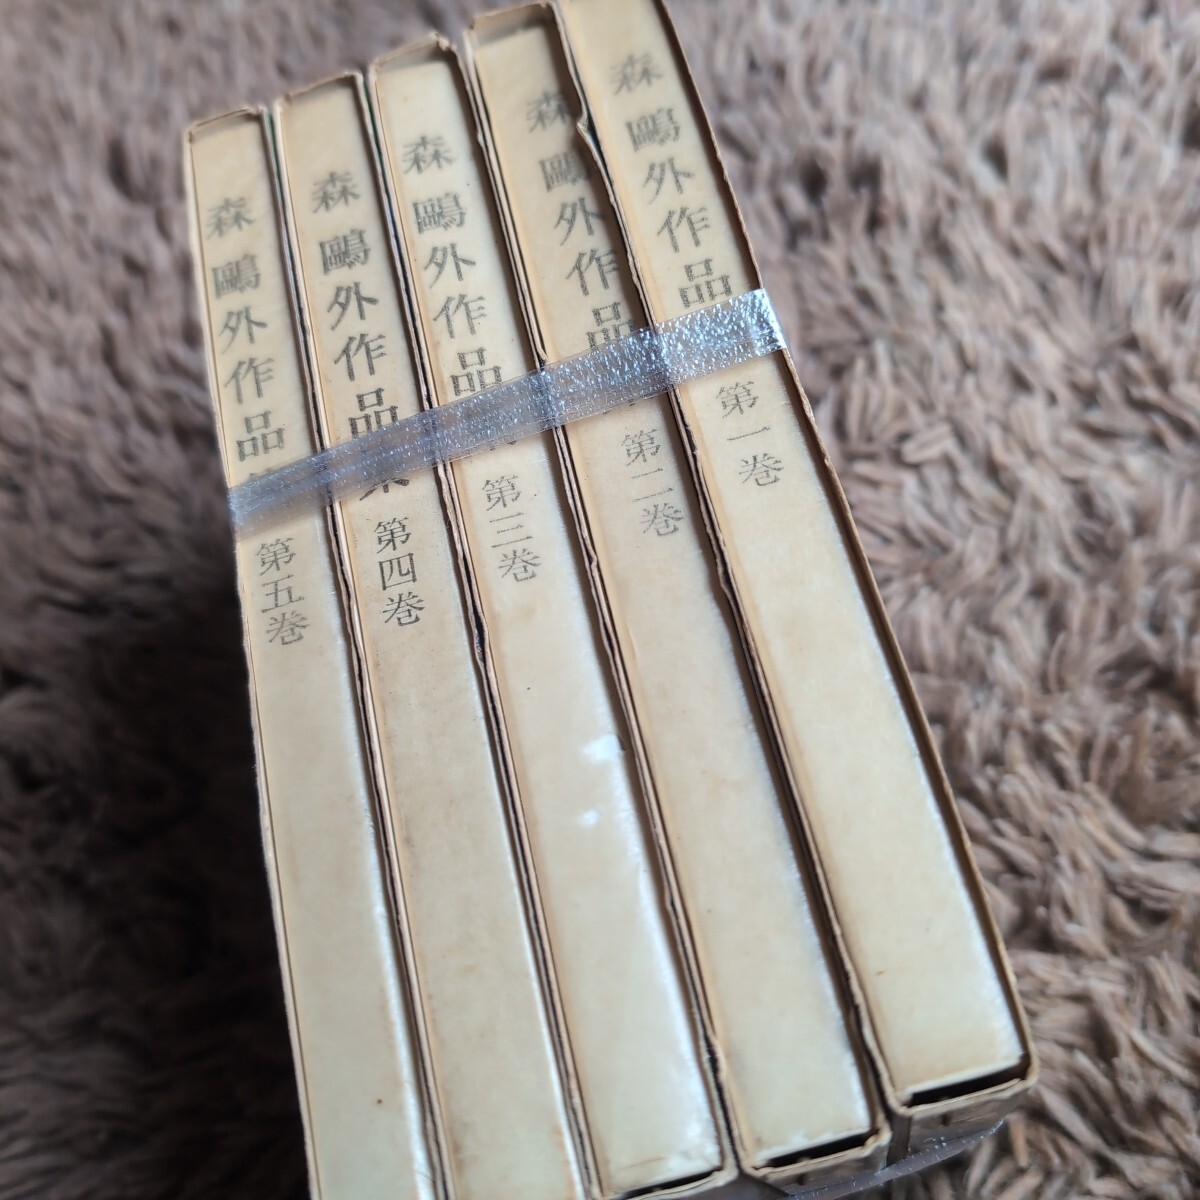 森鷗外作品 第一巻
森鷗外作品 第二巻
森鷗外作品 第三巻
森鷗外作品集 第四巻
森鷗外作品 第五巻